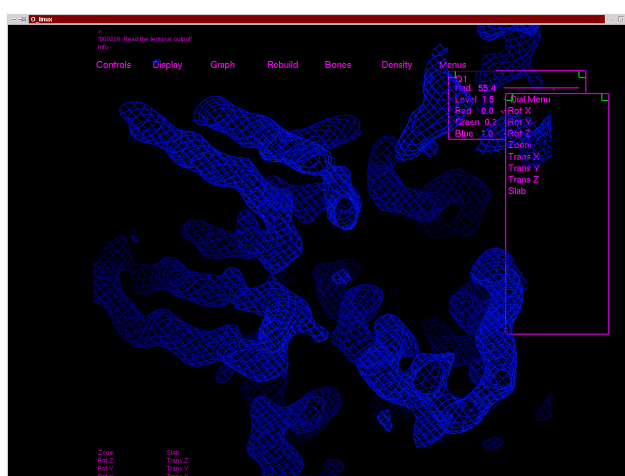 O_linux
"000226: Read the terminal output"
Info:
Controls Display Graph Rebuild Bones Density Menus
Q1
Rad 55.4
Level 1.5
Red 0.0
Green 0.2
Blue 1.0
Dial Menu
Rot X
Rot Y
Rot Z
Zoom
Trans X
Trans Y
Trans Z
Slab
Zoom Slab
Rot Z Trans Z
Rot Y Trans Y